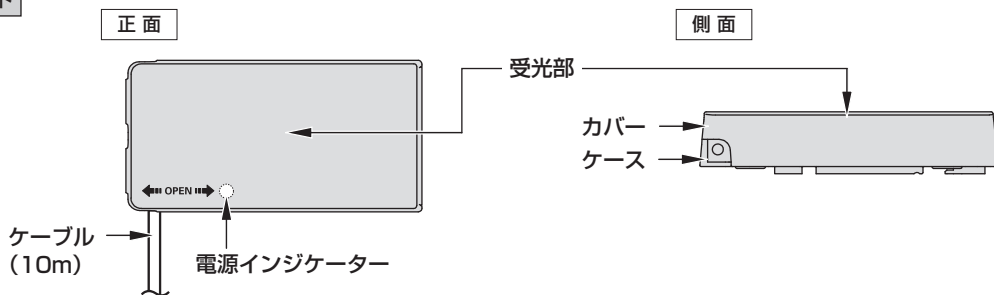 ト
正 面
側 面
受光部
カバー
ケース
OPEN
ケーブル
（10m）
電源インジケーター